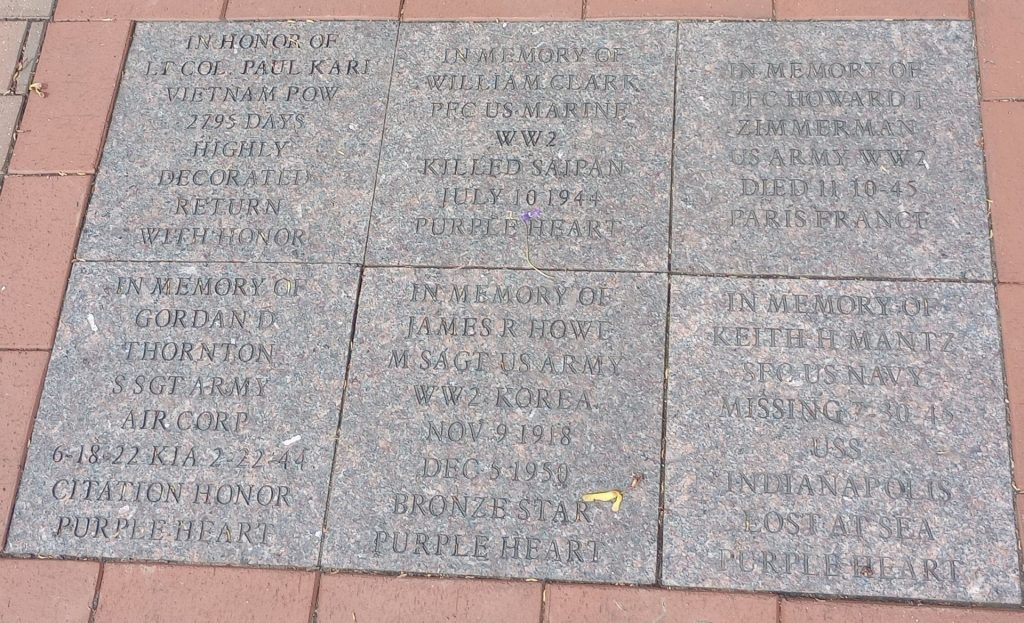 IN HONOR OF
LT COL. PAUL KARI
VIETNAM POW
2795 DAYS
HIGHLY
DECORATED
RETURN
WITH HONOR
IN MEMORY OF
WILLIAM CLARK
PFC US MARINE
WW2
KILLED SAIPAN
JULY 10 1944
PURPLE HEART
IN MEMORY OF
PFC HOWARD
ZIMMERMAN
US ARMY WW2
DIED 11-10-45
PARIS FRANCE
IN MEMORY OF
GORDAN D
THORNTON
S SGT ARMY
AIR CORP
6-18-22 KIA 2-22-44
CITATION HONOR
PURPLE HEART
IN MEMORY OF
JAMES R HOWE
M SAGT US ARMY
WW2 KOREA
NOV 9 1918
DEC 5 1950
BRONZE STAR
PURPLE HEART
IN MEMORY OF
KEITH H MANTZ
SFC US NAVY
MISSING 7-30-45
USS
INDIANAPOLIS
LOST AT SEA
PURPLE HEART